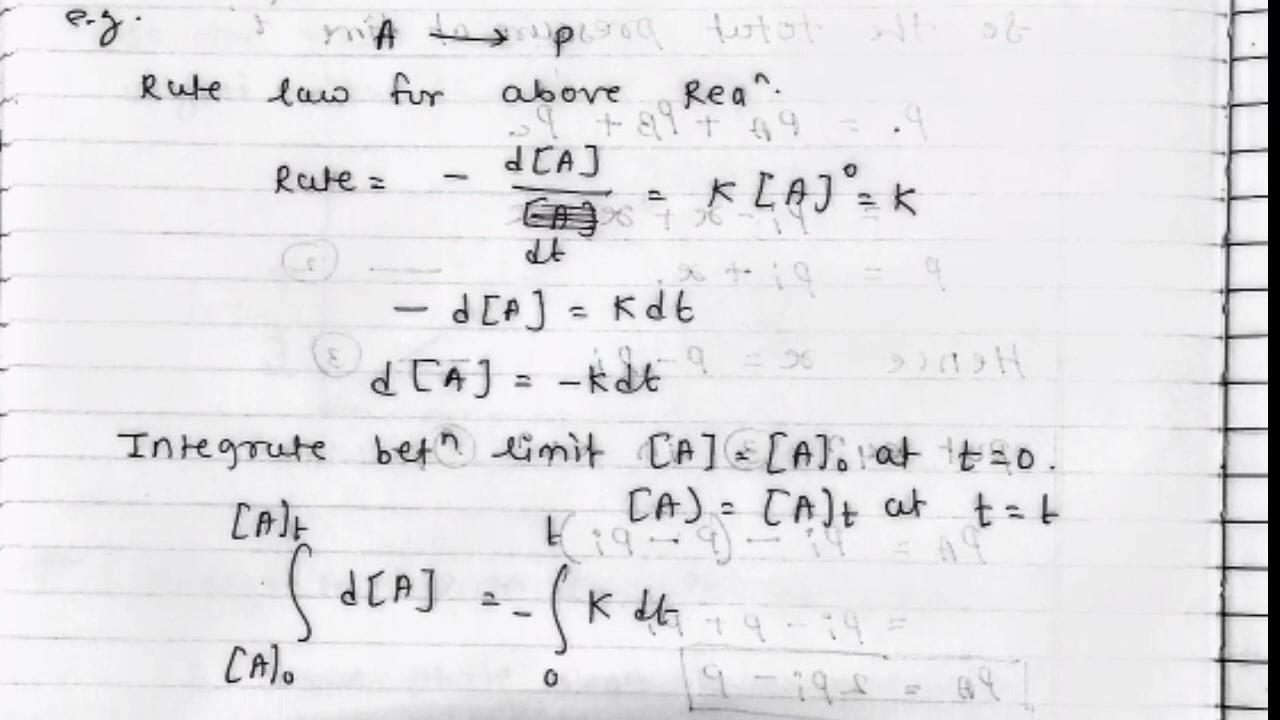 e.g.
A → P
Rate law for above Reaⁿ.
Rate = - d[A] / dt = K [A]⁰ = K
- d[A] = K dt
d[A] = -K dt
Integrate betⁿ limit [A] = [A]₀ at t=0.
[A] = [A]t at t = t
[A]t t
∫ d[A] = - ∫ K dt
[A]₀ 0